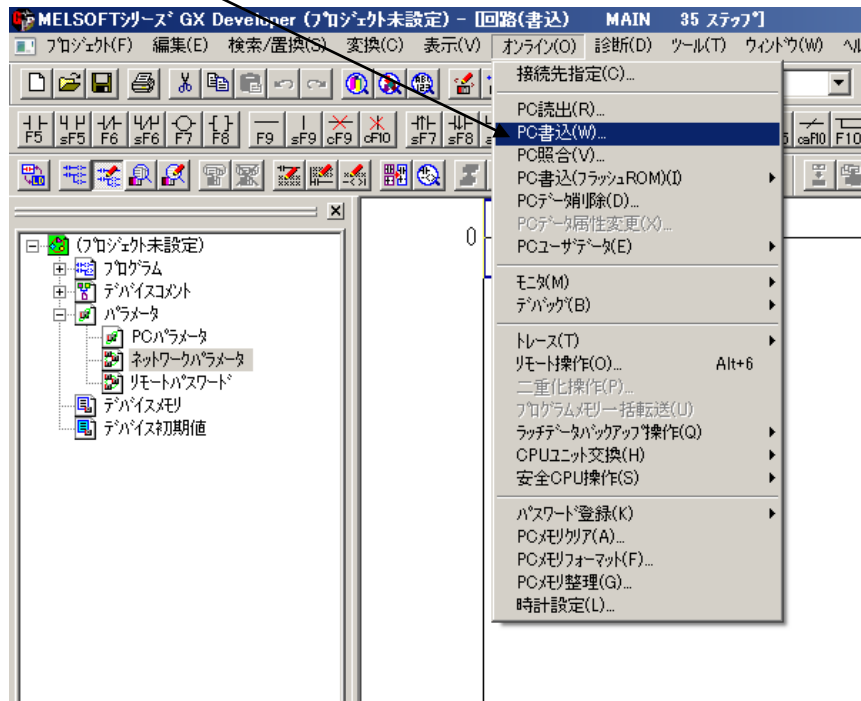 MELSOFTｼﾘｰｽﾞ GX Developer (ﾌﾟﾛｼﾞｪｸﾄ未設定) - [回路(書込) MAIN 35 ｽﾃｯﾌﾟ]
ﾌﾟﾛｼﾞｪｸﾄ(F) 編集(E) 検索/置換(S) 変換(C) 表示(V) ｵﾝﾗｲﾝ(O) 診断(D) ﾂｰﾙ(T) ｳｨﾝﾄﾞｳ(W)
F5 sF5 F6 sF6 F7 F8 F9 sF9 cF9 cF10 sF7 sF8 caF10 F10
0
(ﾌﾟﾛｼﾞｪｸﾄ未設定)
ﾌﾟﾛｸﾞﾗﾑ
ﾃﾞﾊﾞｲｽｺﾒﾝﾄ
ﾊﾟﾗﾒｰﾀ
PCﾊﾟﾗﾒｰﾀ
ﾈｯﾄﾜｰｸﾊﾟﾗﾒｰﾀ
ﾘﾓｰﾄﾊﾟｽﾜｰﾄﾞ
ﾃﾞﾊﾞｲｽﾒﾓﾘ
ﾃﾞﾊﾞｲｽ初期値
接続先指定(C)...
PC読出(R)...
PC書込(W)...
PC照合(V)...
PC書込(ﾌﾗｯｼｭROM)(I)
PCﾃﾞｰﾀ削除(D)...
PCﾃﾞｰﾀ属性変更(X)...
PCﾕｰｻﾞﾃﾞｰﾀ(E)
ﾓﾆﾀ(M)
ﾃﾞﾊﾞｯｸﾞ(B)
ﾄﾚｰｽ(T)
ﾘﾓｰﾄ操作(O)... Alt+6
二重化操作(P)...
ﾌﾟﾛｸﾞﾗﾑﾒﾓﾘ一括転送(U)
ﾗｯﾁﾃﾞｰﾀﾊﾞｯｸｱｯﾌﾟ操作(Q)
CPUﾕﾆｯﾄ交換(H)
安全CPU操作(S)
ﾊﾟｽﾜｰﾄﾞ登録(K)
PCﾒﾓﾘｸﾘｱ(A)...
PCﾒﾓﾘﾌｫｰﾏｯﾄ(F)...
PCﾒﾓﾘ整理(G)...
時計設定(L)...